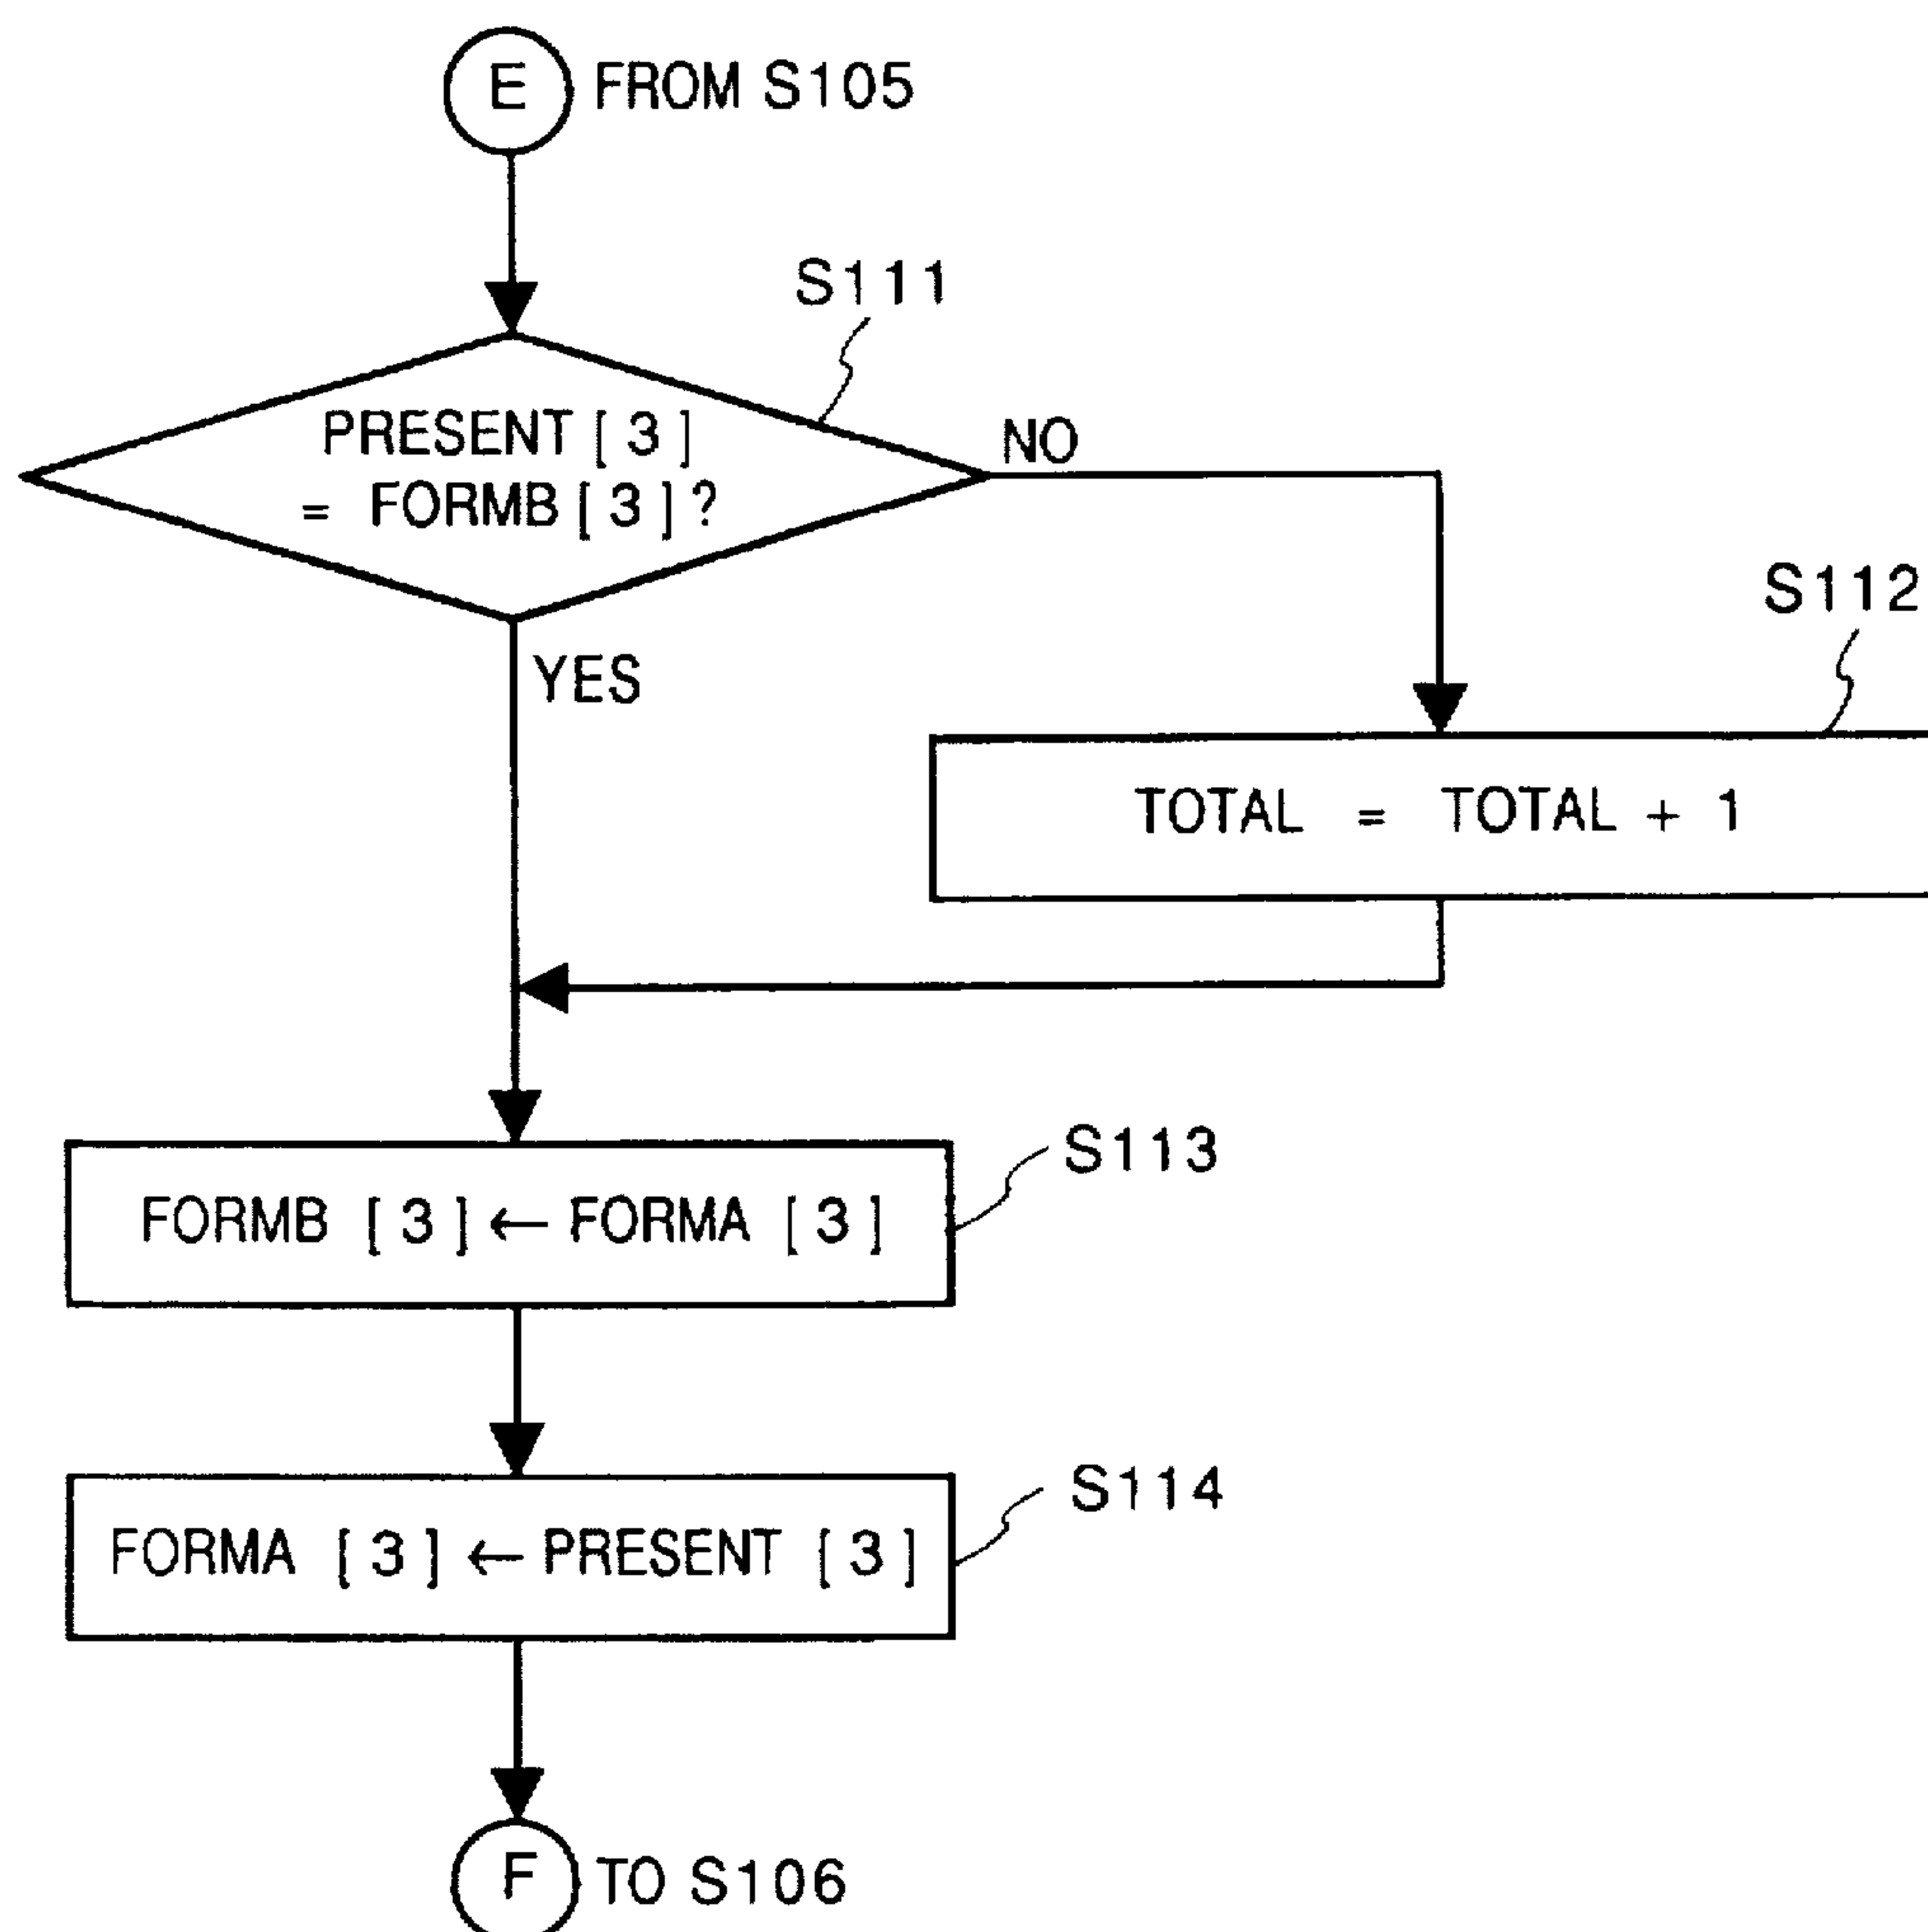 E FROM S105
S111
PRESENT [ 3 ]
= FORMB [ 3 ] ?
NO
S112
YES
TOTAL = TOTAL + 1
S113
FORMB [ 3 ] ← FORMA [ 3 ]
S114
FORMA [ 3 ] ← PRESENT [ 3 ]
F TO S106